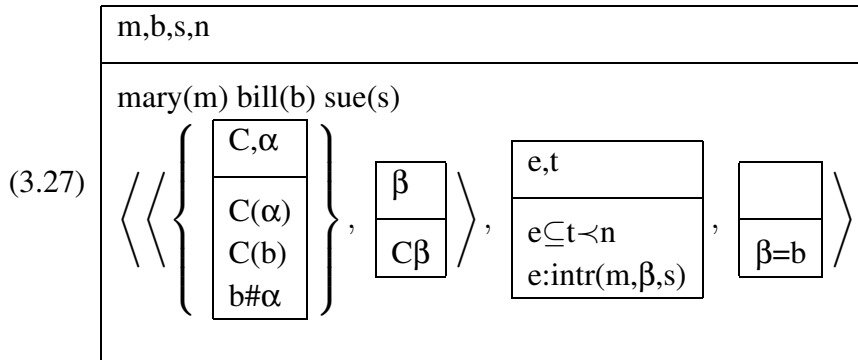 m,b,s,n
mary(m) bill(b) sue(s)
(3.27) ⟨⟨{ C,α
C(α)
C(b)
b#α }, β
Cβ ⟩, e,t
e⊆t≺n
e:intr(m,β,s) , β=b ⟩